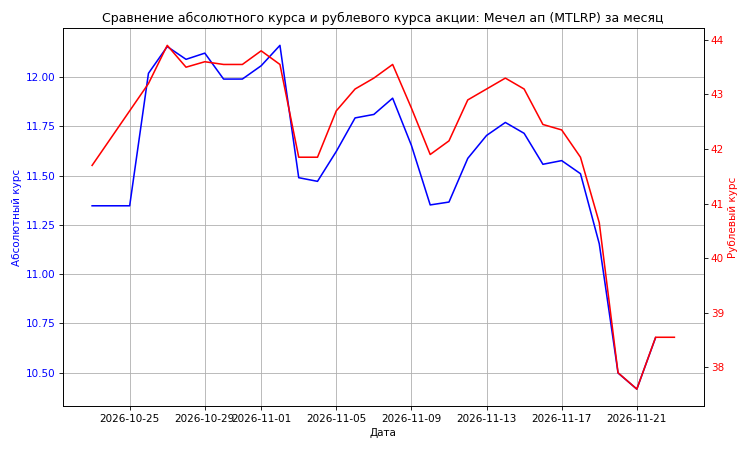 Сравнение абсолютного курса и рублевого курса акции: Мечел ап (MTLRP) за месяц
Абсолютный курс
12.00
11.75
11.50
11.25
11.00
10.75
10.50
44
43
42
41
40
39
38
Рублевый курс
2026-10-25 2026-10-29 2026-11-01 2026-11-05 2026-11-09 2026-11-13 2026-11-17 2026-11-21
Дата